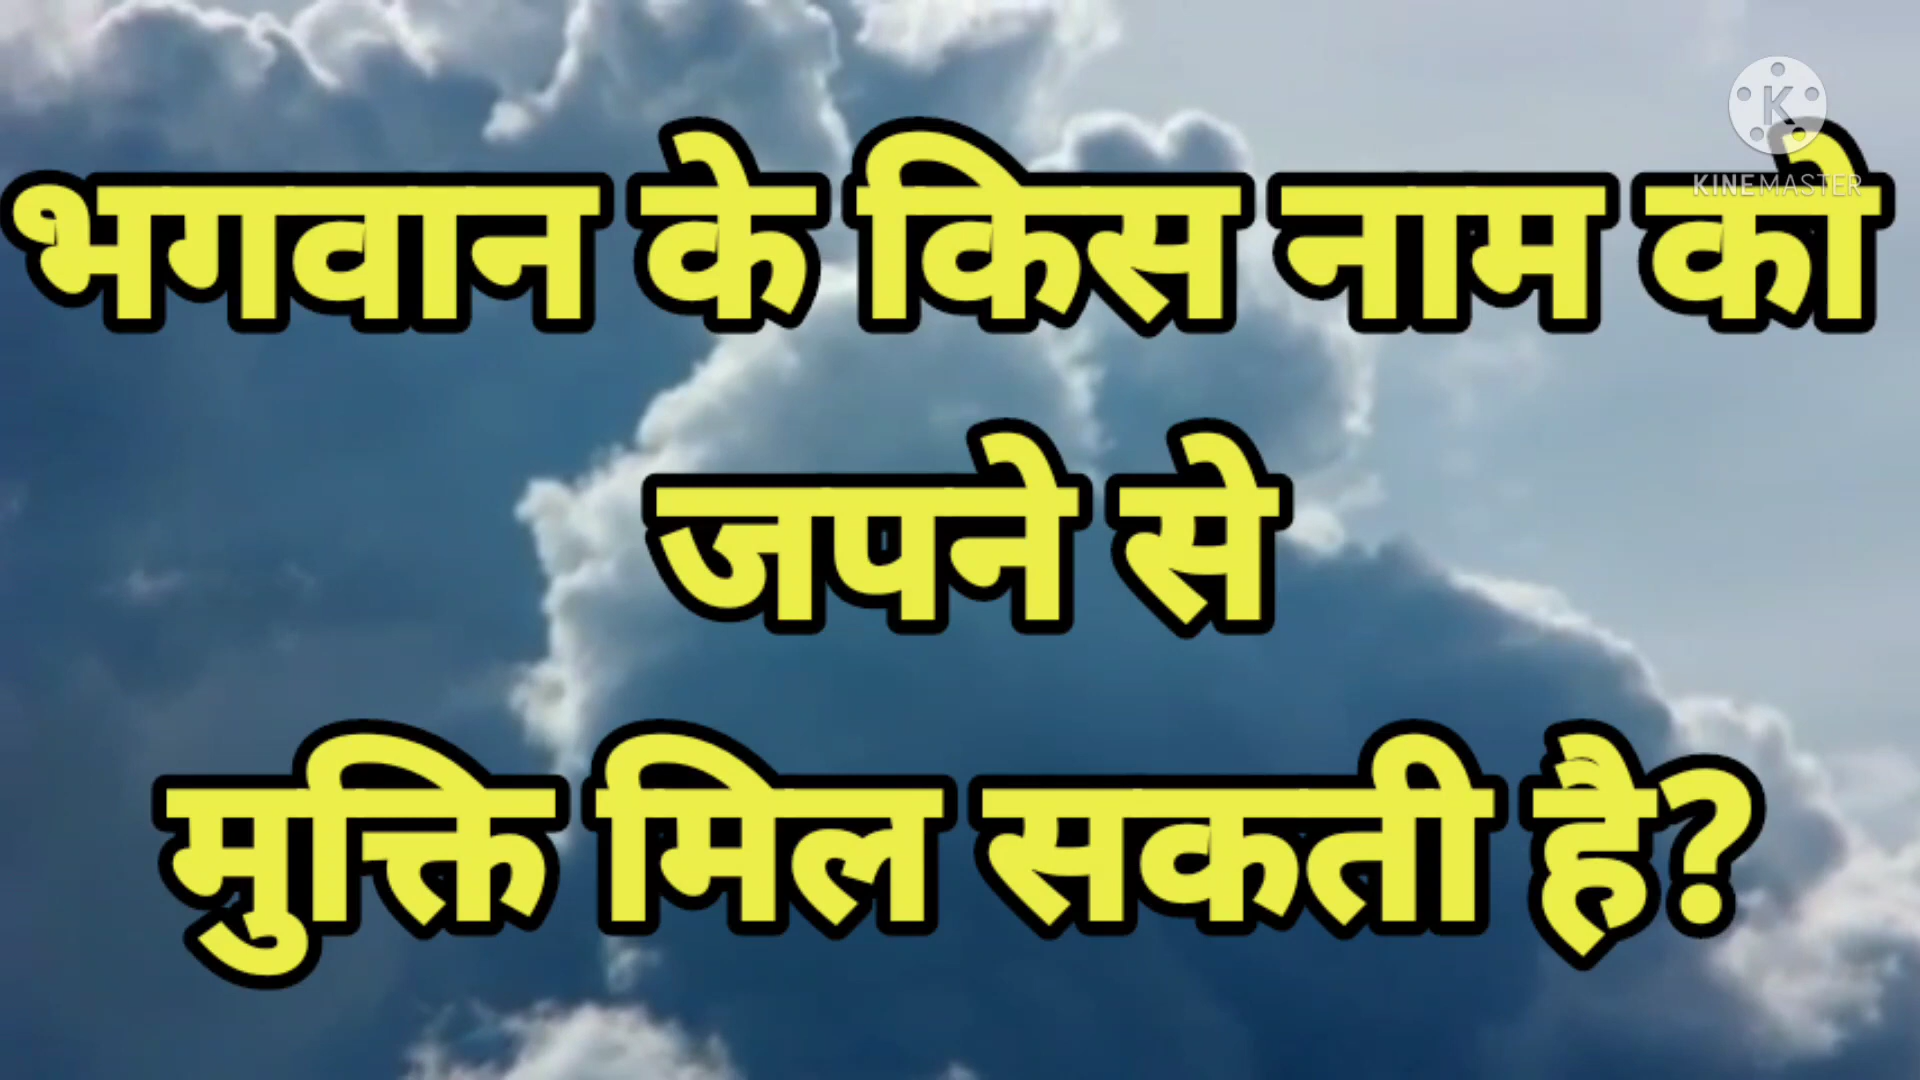 KINEMASTER
भगवान के किस नाम को
जपने से
मुक्ति मिल सकती है?